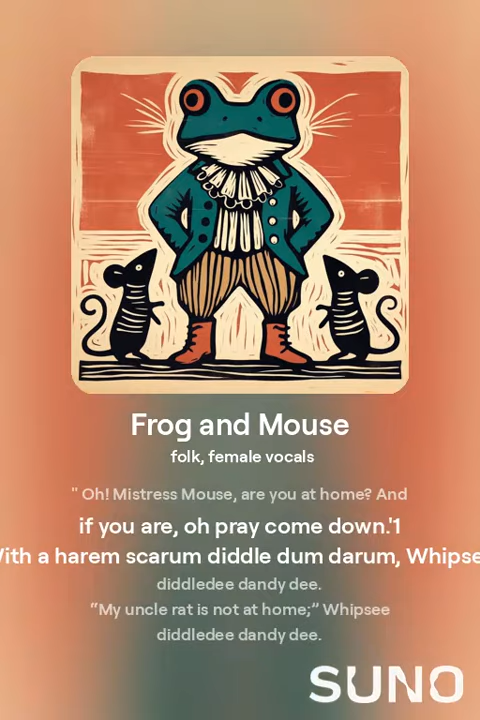 Frog and Mouse
folk, female vocals
" Oh! Mistress Mouse, are you at home? And
if you are, oh pray come down.'1
With a harem scarum diddle dum darum, Whipse
diddledee dandy dee.
“My uncle rat is not at home;” Whipsee
diddledee dandy dee.
SUNO